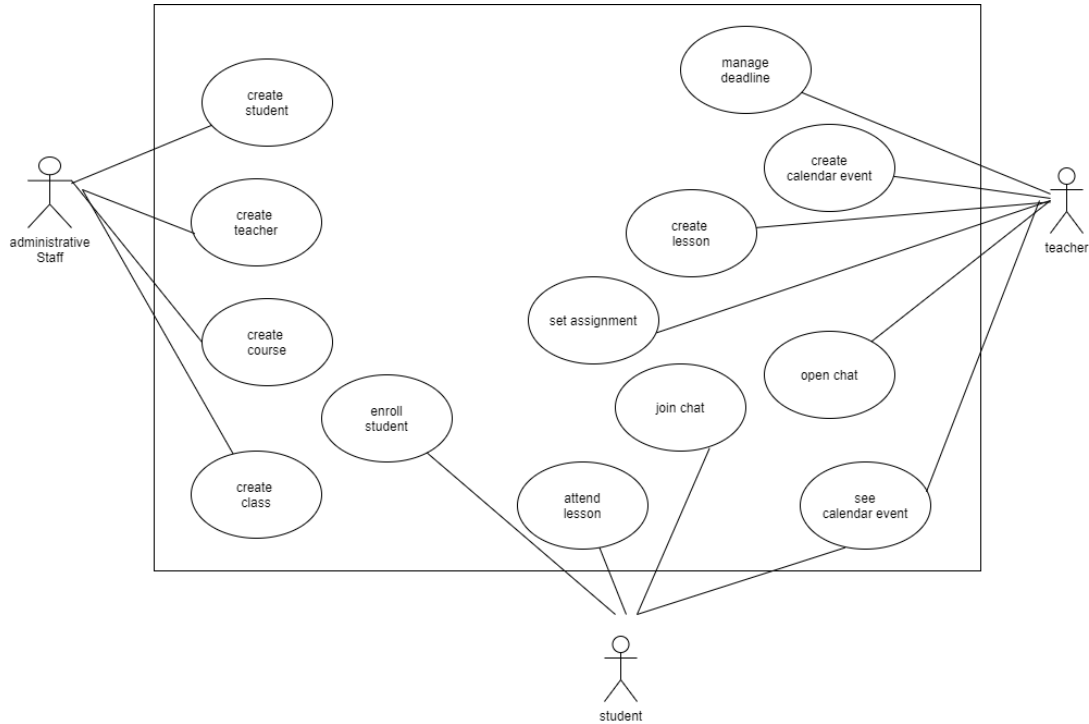 manage
deadline
create
student
create
calendar event
create
teacher
create
lesson
administrative
Staff
teacher
set assignment
create
course
open chat
join chat
enroll
student
create
class
attend
lesson
see
calendar event
student